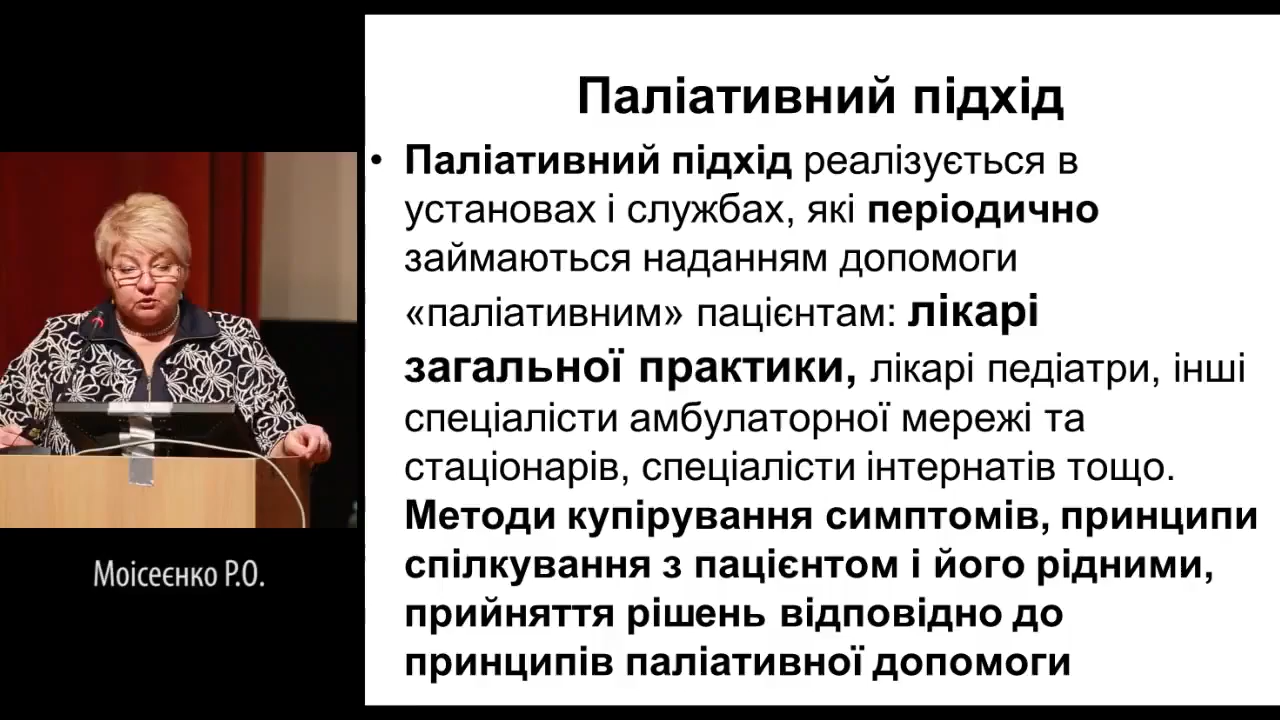 Паліативний підхід
• Паліативний підхід реалізується в
установах і службах, які періодично
займаються наданням допомоги
«паліативним» пацієнтам: лікарі
загальної практики, лікарі педіатри, інші
спеціалісти амбулаторної мережі та
стаціонарів, спеціалісти інтернатів тощо.
Методи купірування симптомів, принципи
спілкування з пацієнтом і його рідними,
прийняття рішень відповідно до
принципів паліативної допомоги
Моісеєнко Р.О.